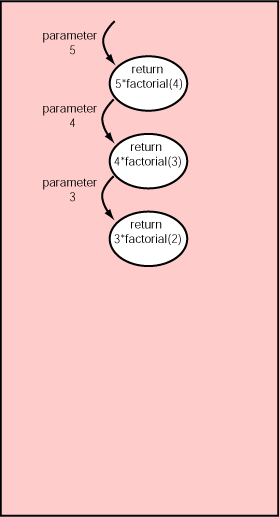 parameter
5
return
5*factorial(4)
parameter
4
return
4*factorial(3)
parameter
3
return
3*factorial(2)